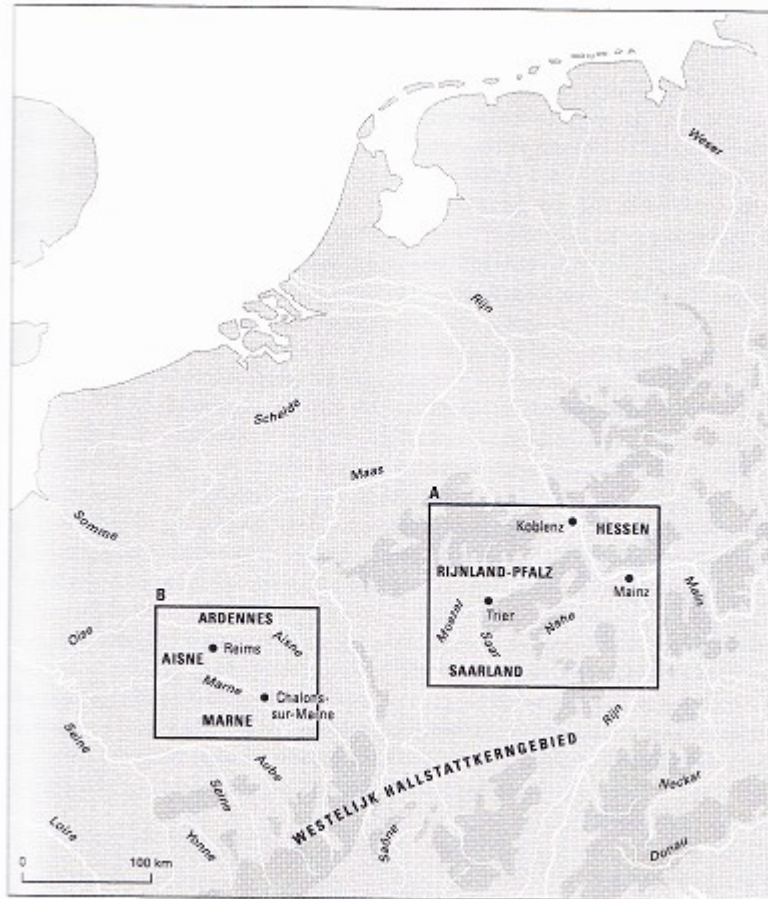 Weser
Rijn
Schelde
Maas
Somme
A
Koblenz
HESSEN
RIJNLAND-PFALZ
Mainz
Main
Trier
Moezel
Saar
Nahe
SAARLAND
B
ARDENNES
Oise
Aisne
AISNE
Reims
Marne
Chalons-
sur-Marne
MARNE
Rijn
Seine
WESTELIJK HALLSTATTKERNGEBIED
Aube
Seine
Neckar
Loire
Yonne
Saône
Donau
0
100 km